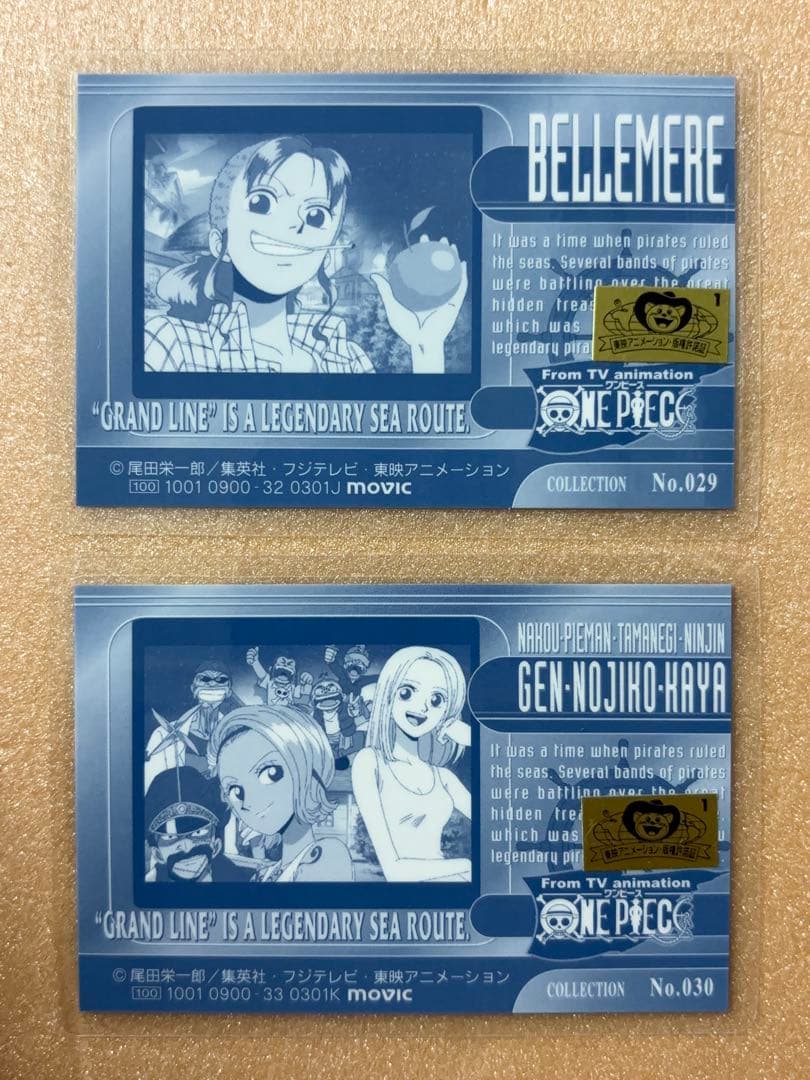 BELLEMERE
It was a time when pirates ruled
the seas. Several bands of pirates
were battling over the great
hidden
which was
legendary
1
東映アニメーション・版権許諾証
From TV animation
ワンピース
ONE PIECE
"GRAND LINE" IS A LEGENDARY SEA ROUTE.
© 尾田栄一郎／集英社・フジテレビ・東映アニメーション
100 1001 0900-32 0301J movic
COLLECTION No.029
NAKOU·PIEMAN·TAMANEGI·NINJIN
GEN·NOJIKO·KAYA
It was a time when pirates ruled
the seas. Several bands of pirates
were battling over the great
hidden
which was
legendary
1
東映アニメーション・版権許諾証
From TV animation
ワンピース
ONE PIECE
"GRAND LINE" IS A LEGENDARY SEA ROUTE.
© 尾田栄一郎／集英社・フジテレビ・東映アニメーション
100 1001 0900-33 0301K movic
COLLECTION No.030